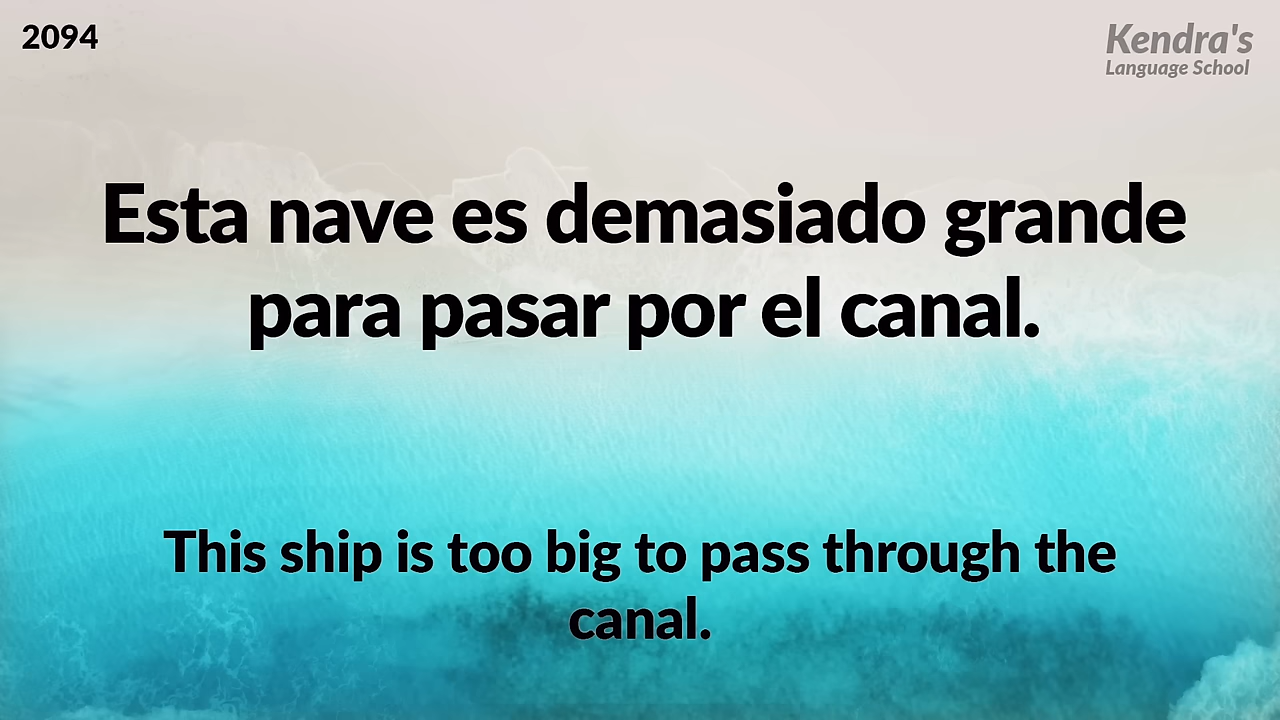 2094
Kendra's
Language School
Esta nave es demasiado grande
para pasar por el canal.
This ship is too big to pass through the
canal.